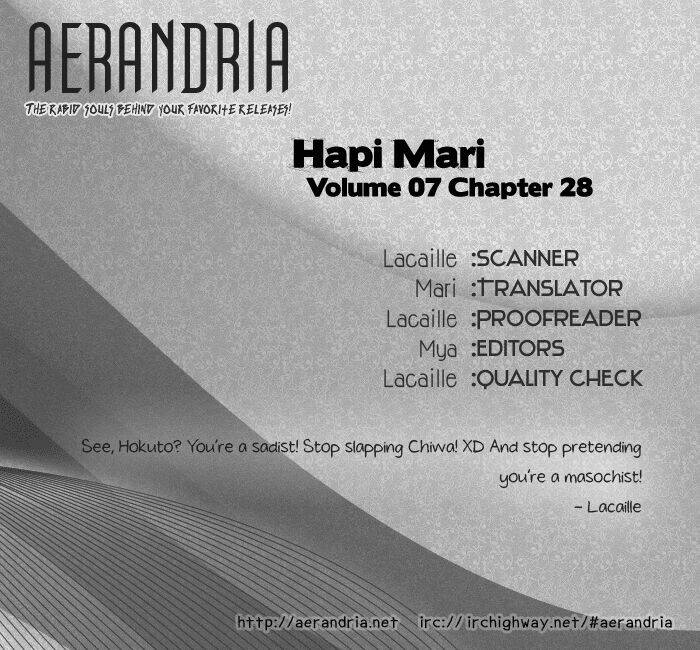 AERANDRIA
The rabid souls behind your favorite releases!
Hapi Mari
Volume 07 Chapter 28
Lacaille :SCANNER
Mari :TRANSLATOR
Lacaille :PROOFREADER
Mya :EDITORS
Lacaille :QUALITY CHECK
See, Hokuto? You're a sadist! Stop slapping Chiwa! XD And stop pretending
you're a masochist!
- Lacaille
http://aerandria.net irc://irchighway.net/#aerandria